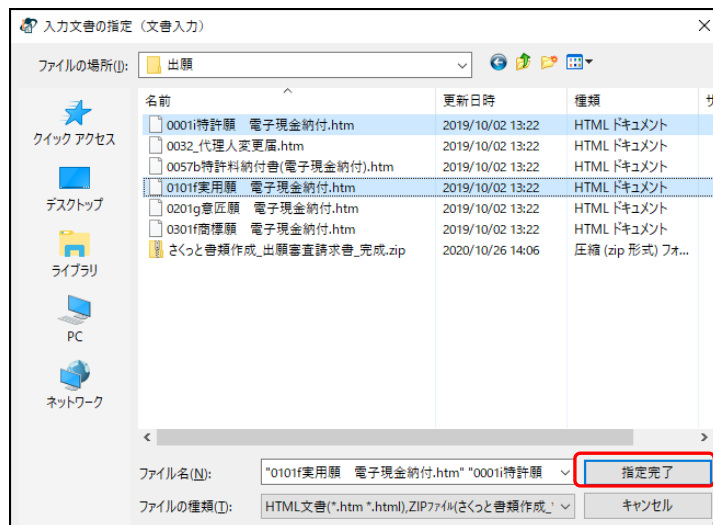 入力文書の指定（文書入力）
ファイルの場所(I): 出願
名前 更新日時 種類
0001i特許願　電子現金納付.htm 2019/10/02 13:22 HTML ドキュメント
0032_代理人変更届.htm 2019/10/02 13:22 HTML ドキュメント
0057b特許料納付書(電子現金納付).htm 2019/10/02 13:22 HTML ドキュメント
0101f実用願　電子現金納付.htm 2019/10/02 13:22 HTML ドキュメント
0201g意匠願　電子現金納付.htm 2019/10/02 13:22 HTML ドキュメント
0301f商標願　電子現金納付.htm 2019/10/02 13:22 HTML ドキュメント
さくっと書類作成_出願審査請求書_完成.zip 2020/10/26 14:06 圧縮 (zip 形式) フォ...
クイック アクセス
デスクトップ
ライブラリ
PC
ネットワーク
ファイル名(N): "0101f実用願　電子現金納付.htm" "0001i特許願 指定完了
ファイルの種類(T): HTML文書(*.htm *.html),ZIPファイル(さくっと書類作成_ キャンセル